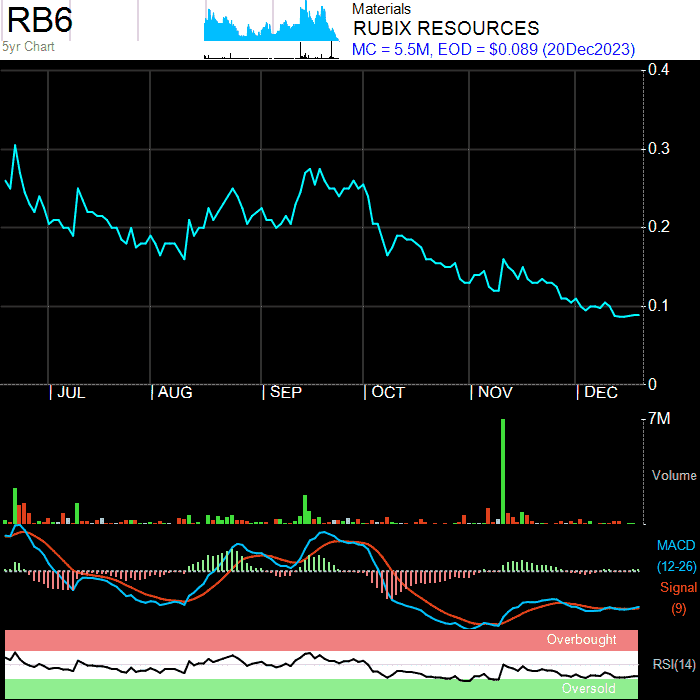 RB6
5yr Chart
Materials
RUBIX RESOURCES
MC = 5.5M, EOD = $0.089 (20Dec2023)
0.4
0.3
0.2
0.1
0
JUL AUG SEP OCT NOV DEC
7M
Volume
MACD
(12-26)
Signal
(9)
Overbought
RSI(14)
Oversold